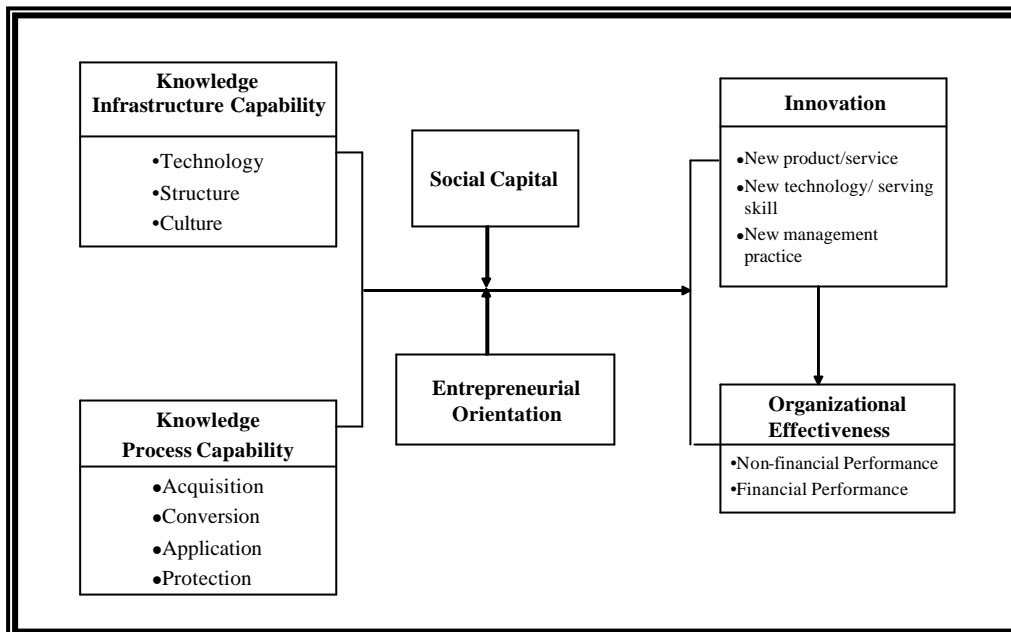 Knowledge
Infrastructure Capability
•Technology
•Structure
•Culture
Social Capital
Innovation
•New product/service
•New technology/ serving
skill
•New management
practice
Entrepreneurial
Orientation
Knowledge
Process Capability
•Acquisition
•Conversion
•Application
•Protection
Organizational
Effectiveness
•Non-financial Performance
•Financial Performance